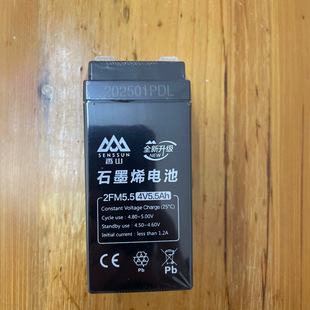 202501PDL
SENSSUN
香山
全新升级
NEW
石墨烯电池
2FM5.5 4V5.5Ah
Constant Voltage Charge (25°C)
Cycle use : 4.80~5.00V
Standby use : 4.50~4.60V
Initial current : less than 1.2A
Pb
Pb